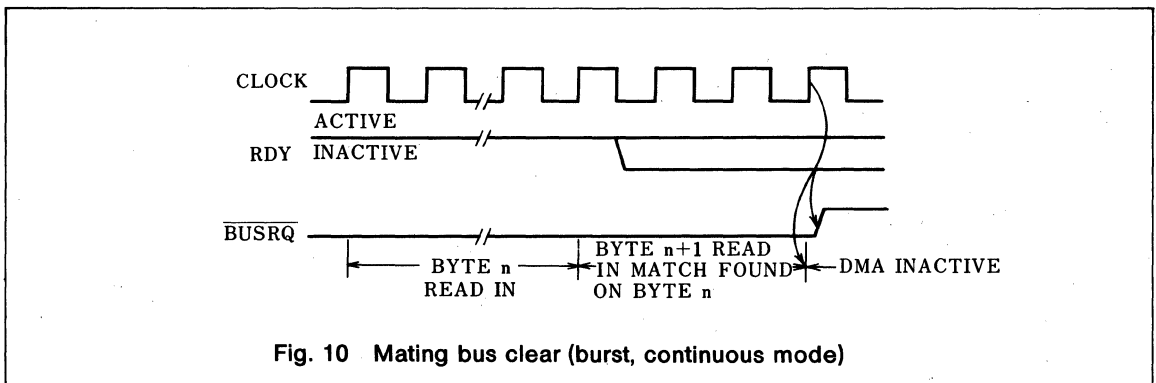 CLOCK
ACTIVE
RDY INACTIVE
BUSRQ
BYTE n
READ IN
BYTE n+1 READ
IN MATCH FOUND
ON BYTE n
DMA INACTIVE
Fig. 10 Mating bus clear (burst, continuous mode)